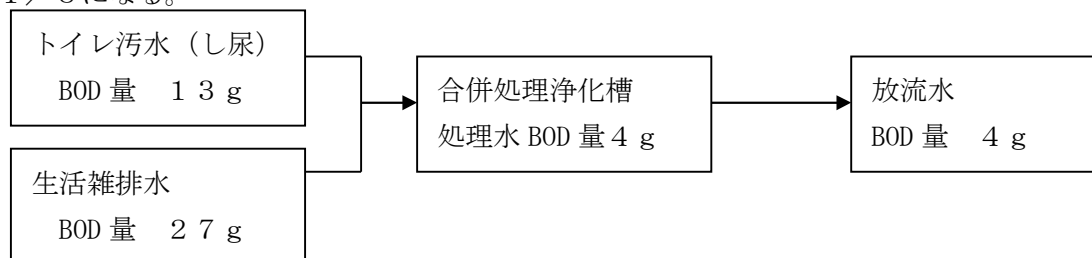 トイレ汚水（し尿）
BOD 量　１３ｇ
生活雑排水
BOD 量　２７ｇ
合併処理浄化槽
処理水 BOD 量４ｇ
放流水
BOD 量　４ｇ